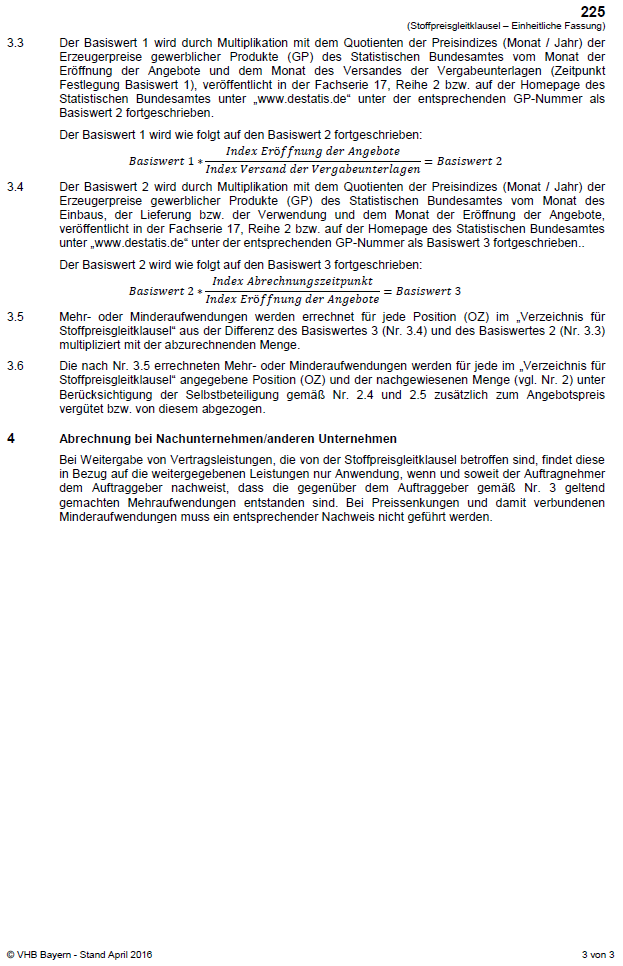 225
(Stoffpreisgleitklausel – Einheitliche Fassung)
3.3 Der Basiswert 1 wird durch Multiplikation mit dem Quotienten der Preisindizes (Monat / Jahr) der
Erzeugerpreise gewerblicher Produkte (GP) des Statistischen Bundesamtes vom Monat der
Eröffnung der Angebote und dem Monat des Versandes der Vergabeunterlagen (Zeitpunkt
Festlegung Basiswert 1), veröffentlicht in der Fachserie 17, Reihe 2 bzw. auf der Homepage des
Statistischen Bundesamtes unter „www.destatis.de“ unter der entsprechenden GP-Nummer als
Basiswert 2 fortgeschrieben.
Der Basiswert 1 wird wie folgt auf den Basiswert 2 fortgeschrieben:
Index Eröffnung der Angebote
Basiswert 1 * ─── = Basiswert 2
Index Versand der Vergabeunterlagen
3.4 Der Basiswert 2 wird durch Multiplikation mit dem Quotienten der Preisindizes (Monat / Jahr) der
Erzeugerpreise gewerblicher Produkte (GP) des Statistischen Bundesamtes vom Monat des
Einbaus, der Lieferung bzw. der Verwendung und dem Monat der Eröffnung der Angebote,
veröffentlicht in der Fachserie 17, Reihe 2 bzw. auf der Homepage des Statistischen Bundesamtes
unter „www.destatis.de“ unter der entsprechenden GP-Nummer als Basiswert 3 fortgeschrieben..
Der Basiswert 2 wird wie folgt auf den Basiswert 3 fortgeschrieben:
Index Abrechnungszeitpunkt
Basiswert 2 * ─── = Basiswert 3
Index Eröffnung der Angebote
3.5 Mehr- oder Minderaufwendungen werden errechnet für jede Position (OZ) im „Verzeichnis für
Stoffpreisgleitklausel“ aus der Differenz des Basiswertes 3 (Nr. 3.4) und des Basiswertes 2 (Nr. 3.3)
multipliziert mit der abzurechnenden Menge.
3.6 Die nach Nr. 3.5 errechneten Mehr- oder Minderaufwendungen werden für jede im „Verzeichnis für
Stoffpreisgleitklausel“ angegebene Position (OZ) und der nachgewiesenen Menge (vgl. Nr. 2) unter
Berücksichtigung der Selbstbeteiligung gemäß Nr. 2.4 und 2.5 zusätzlich zum Angebotspreis
vergütet bzw. von diesem abgezogen.
4 Abrechnung bei Nachunternehmen/anderen Unternehmen
Bei Weitergabe von Vertragsleistungen, die von der Stoffpreisgleitklausel betroffen sind, findet diese
in Bezug auf die weitergegebenen Leistungen nur Anwendung, wenn und soweit der Auftragnehmer
dem Auftraggeber nachweist, dass die gegenüber dem Auftraggeber gemäß Nr. 3 geltend
gemachten Mehraufwendungen entstanden sind. Bei Preissenkungen und damit verbundenen
Minderaufwendungen muss ein entsprechender Nachweis nicht geführt werden.
© VHB Bayern - Stand April 2016 3 von 3